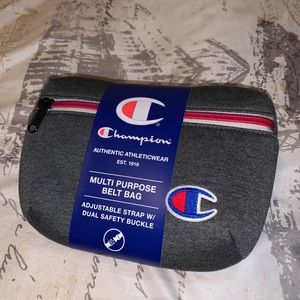 Champion
AUTHENTIC ATHLETICWEAR
EST. 1919
MULTI PURPOSE
BELT BAG
ADJUSTABLE STRAP W/
DUAL SAFETY BUCKLE